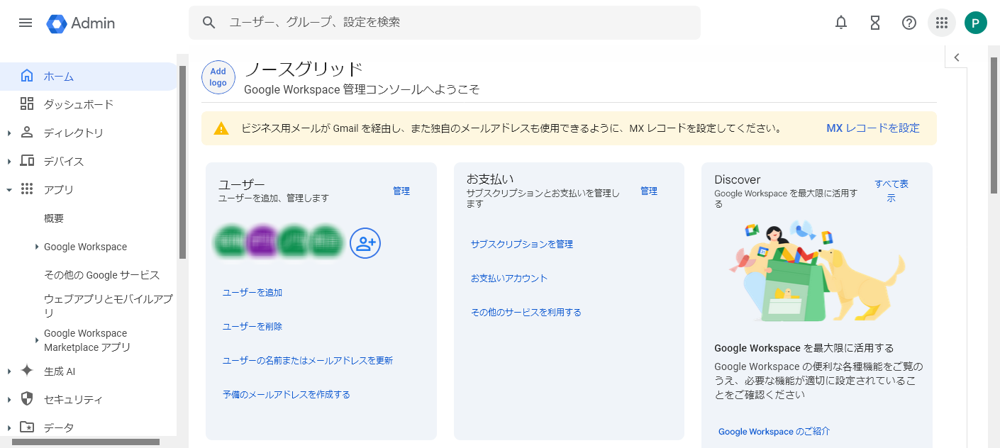 Admin
ユーザー、グループ、設定を検索
P
ホーム
ダッシュボード
ディレクトリ
デバイス
アプリ
概要
Google Workspace
その他の Google サービス
ウェブアプリとモバイルアプ
リ
Google Workspace
Marketplace アプリ
生成 AI
セキュリティ
データ
Add
logo
ノースグリッド
Google Workspace 管理コンソールへようこそ
ビジネス用メールが Gmail を経由し、また独自のメールアドレスも使用できるように、MX レコードを設定してください。
MX レコードを設定
ユーザー
ユーザーを追加、管理します
管理
ユーザーを追加
ユーザーを削除
ユーザーの名前またはメールアドレスを更新
予備のメールアドレスを作成する
お支払い
サブスクリプションとお支払いを管理し
ます
管理
サブスクリプションを管理
お支払いアカウント
その他のサービスを利用する
Discover
Google Workspace を最大限に活用す
る
すべて表
示
Google Workspace を最大限に活用する
Google Workspace の便利な各種機能をご覧の
うえ、必要な機能が適切に設定されているこ
とをご確認ください
Google Workspace のご紹介